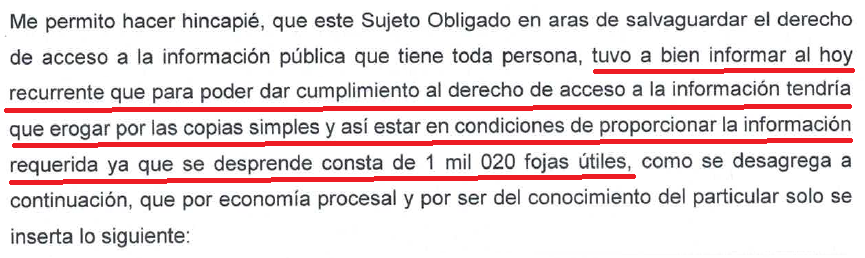 Me permito hacer hincapié, que este Sujeto Obligado en aras de salvaguardar el derecho
de acceso a la información pública que tiene toda persona, tuvo a bien informar al hoy
recurrente que para poder dar cumplimiento al derecho de acceso a la información tendría
que erogar por las copias simples y así estar en condiciones de proporcionar la información
requerida ya que se desprende consta de 1 mil 020 fojas útiles, como se desagrega a
continuación, que por economía procesal y por ser del conocimiento del particular solo se
inserta lo siguiente: